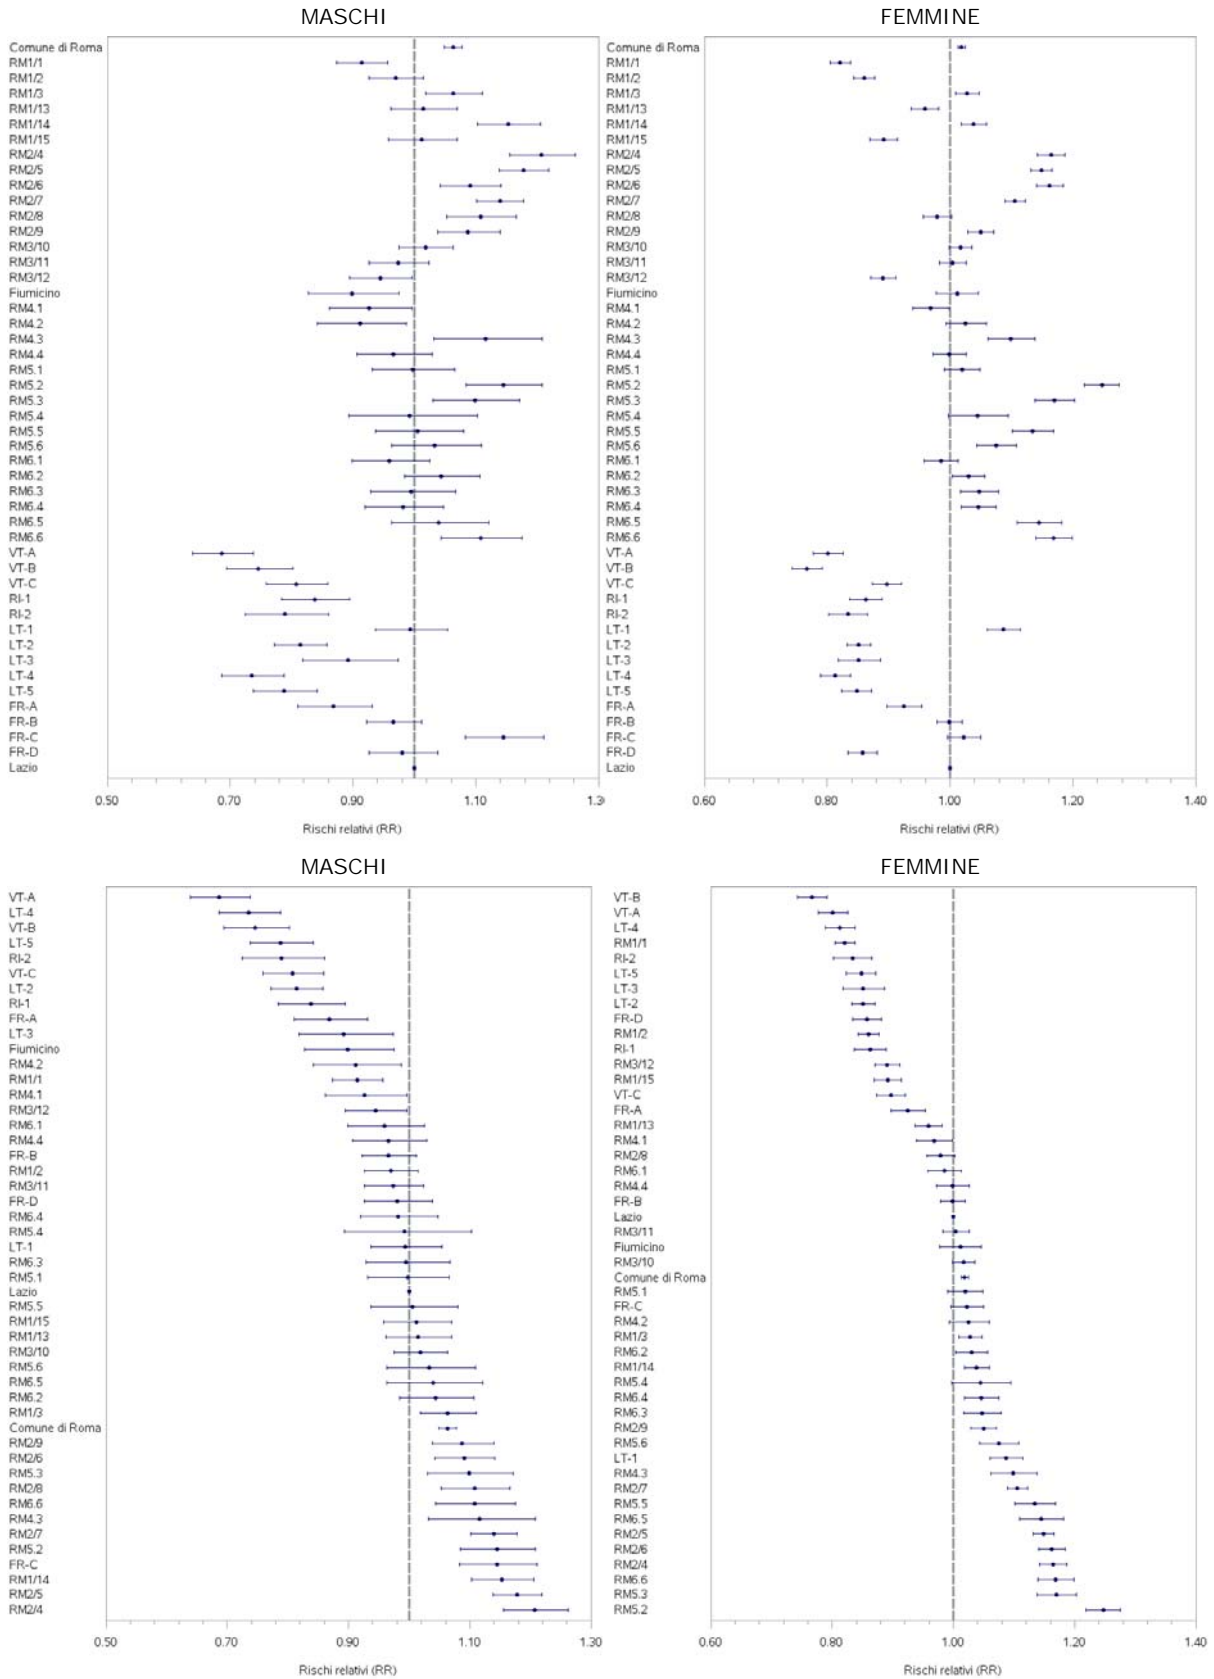 MASCHI
Comune di Roma
RM1/1
RM1/2
RM1/3
RM1/13
RM1/14
RM1/15
RM2/4
RM2/5
RM2/6
RM2/7
RM2/8
RM2/9
RM3/10
RM3/11
RM3/12
Fiumicino
RM4.1
RM4.2
RM4.3
RM4.4
RM5.1
RM5.2
RM5.3
RM5.4
RM5.5
RM5.6
RM6.1
RM6.2
RM6.3
RM6.4
RM6.5
RM6.6
VT-A
VT-B
VT-C
RI-1
RI-2
LT-1
LT-2
LT-3
LT-4
LT-5
FR-A
FR-B
FR-C
FR-D
Lazio
0.50 0.70 0.90 1.10 1.3
Rischi relativi (RR)
FEMMINE
Comune di Roma
RM1/1
RM1/2
RM1/3
RM1/13
RM1/14
RM1/15
RM2/4
RM2/5
RM2/6
RM2/7
RM2/8
RM2/9
RM3/10
RM3/11
RM3/12
Fiumicino
RM4.1
RM4.2
RM4.3
RM4.4
RM5.1
RM5.2
RM5.3
RM5.4
RM5.5
RM5.6
RM6.1
RM6.2
RM6.3
RM6.4
RM6.5
RM6.6
VT-A
VT-B
VT-C
RI-1
RI-2
LT-1
LT-2
LT-3
LT-4
LT-5
FR-A
FR-B
FR-C
FR-D
Lazio
0.60 0.80 1.00 1.20 1.40
Rischi relativi (RR)
MASCHI
VT-A
LT-4
VT-B
LT-5
RI-2
VT-C
LT-2
RI-1
FR-A
LT-3
Fiumicino
RM4.2
RM1/1
RM4.1
RM3/12
RM6.1
RM4.4
FR-B
RM1/2
RM3/11
FR-D
RM6.4
RM5.4
LT-1
RM6.3
RM5.1
Lazio
RM5.5
RM1/15
RM1/13
RM3/10
RM5.6
RM6.5
RM6.2
RM1/3
Comune di Roma
RM2/9
RM2/6
RM5.3
RM2/8
RM6.6
RM4.3
RM2/7
RM5.2
FR-C
RM1/14
RM2/5
RM2/4
0.50 0.70 0.90 1.10 1.30
Rischi relativi (RR)
FEMMINE
VT-B
VT-A
LT-4
RM1/1
RI-2
LT-5
LT-3
LT-2
FR-D
RM1/2
RI-1
RM3/12
RM1/15
VT-C
FR-A
RM1/13
RM4.1
RM2/8
RM6.1
RM4.4
FR-B
Lazio
RM3/11
Fiumicino
RM3/10
Comune di Roma
RM5.1
FR-C
RM4.2
RM1/3
RM6.2
RM1/14
RM5.4
RM6.4
RM6.3
RM2/9
RM5.6
LT-1
RM4.3
RM2/7
RM5.5
RM6.5
RM2/5
RM2/6
RM2/4
RM6.6
RM5.3
RM5.2
0.60 0.80 1.00 1.20 1.40
Rischi relativi (RR)